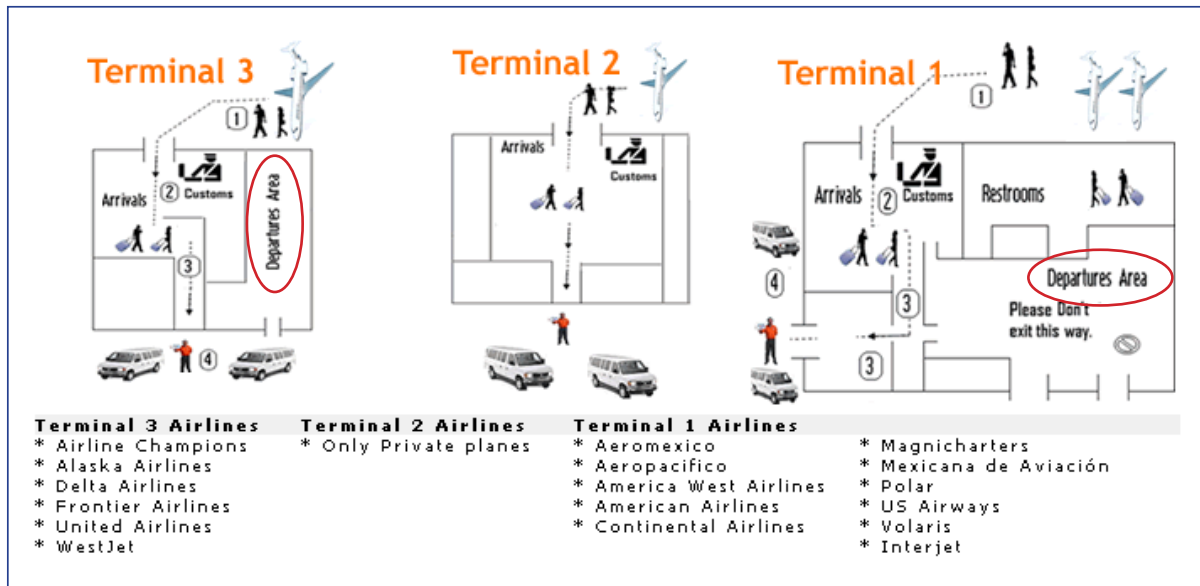 Terminal 3
1
Arrivals
2
Customs
Departures Area
3
4
Terminal 2
Arrivals
Customs
Terminal 1
1
Arrivals
2
Customs
Restrooms
4
3
3
Departures Area
Please Don't
exit this way.
Terminal 3 Airlines
* Airline Champions
* Alaska Airlines
* Delta Airlines
* Frontier Airlines
* United Airlines
* WestJet
Terminal 2 Airlines
* Only Private planes
Terminal 1 Airlines
* Aeromexico
* Aeropacifico
* America West Airlines
* American Airlines
* Continental Airlines
* Magnicharters
* Mexicana de Aviación
* Polar
* US Airways
* Volaris
* Interjet